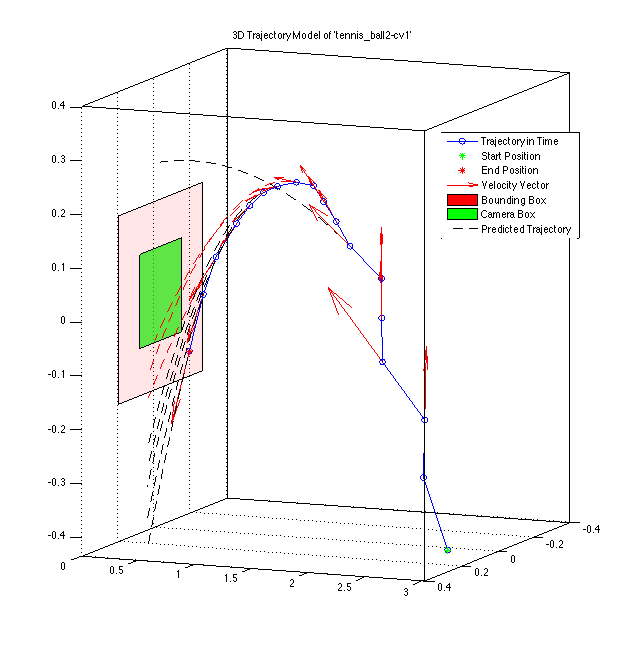 3D Trajectory Model of 'tennis_ball2-cv1'
Trajectory in Time
Start Position
End Position
Velocity Vector
Bounding Box
Camera Box
Predicted Trajectory
0.4
0.3
0.2
0.1
0
-0.1
-0.2
-0.3
-0.4
0
0.5
1
1.5
2
2.5
3
0.4
0.2
0
-0.2
-0.4